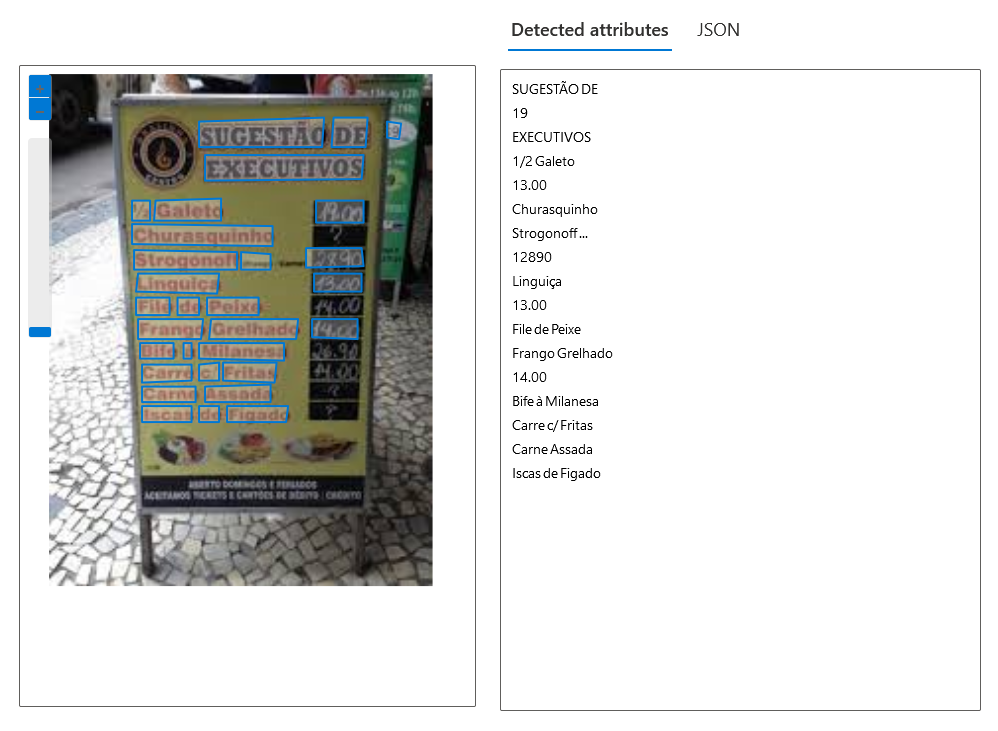 Detected attributes JSON
SUGESTÃO DE
EXECUTIVOS
½ Galeto
Churasquinho ?
Strogonoff
Linguiça 13.00
File de Peixe 14.00
Frango Grelhado 14.00
Bife à Milanesa 26.90
Carre c/ Fritas 14.00
Carne Assada ?
Iscas de Figado ?
ABERTO DOMINGOS E FERIADOS
ACEITAMOS TICKETS E CARTÕES DE DÉBITO CRÉDITO
SUGESTÃO DE
19
EXECUTIVOS
1/2 Galeto
13.00
Churasquinho
Strogonoff...
12890
Linguiça
13.00
File de Peixe
Frango Grelhado
14.00
Bife à Milanesa
Carre c/ Fritas
Carne Assada
Iscas de Figado